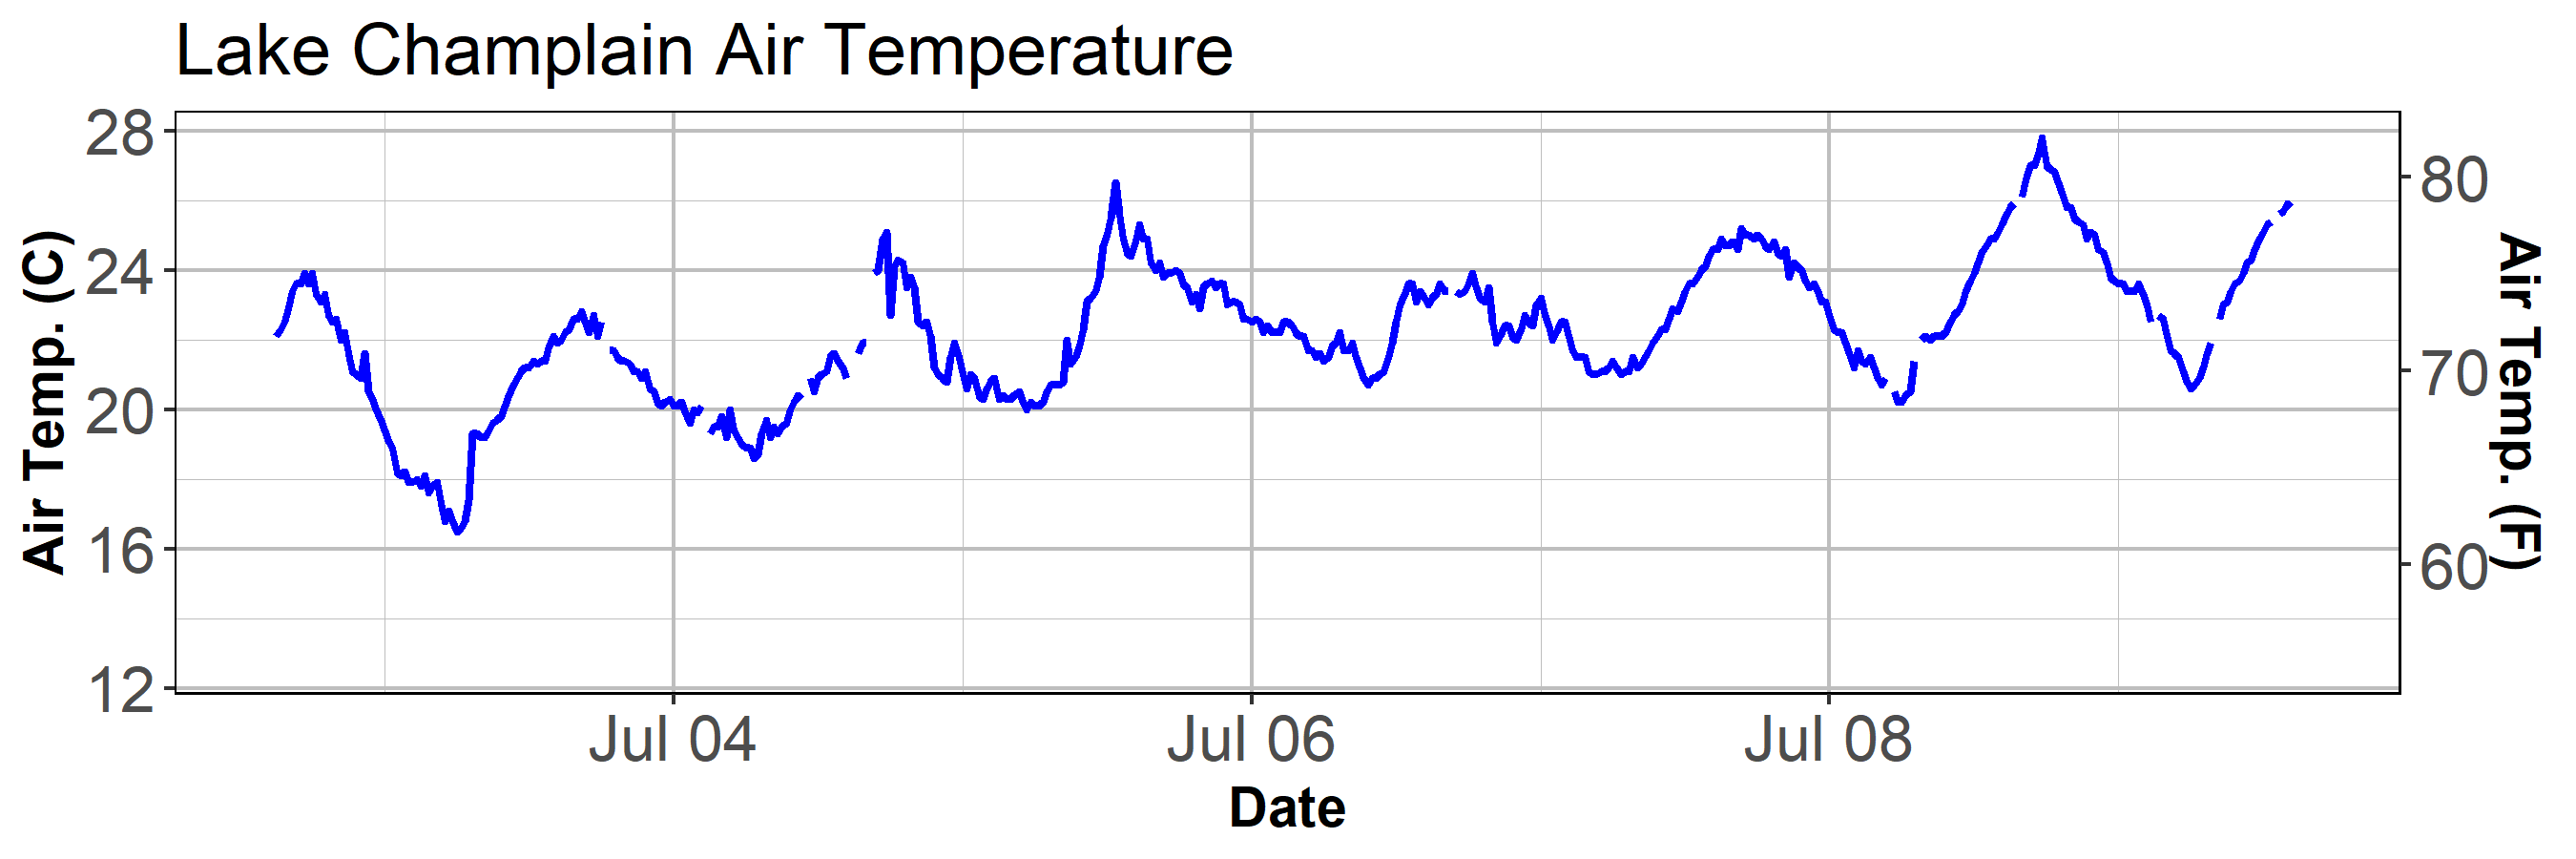 Lake Champlain Air Temperature
Air Temp. (C)
28
24
20
16
12
80
70
60
Air Temp. (F)
Jul 04 Jul 06 Jul 08
Date